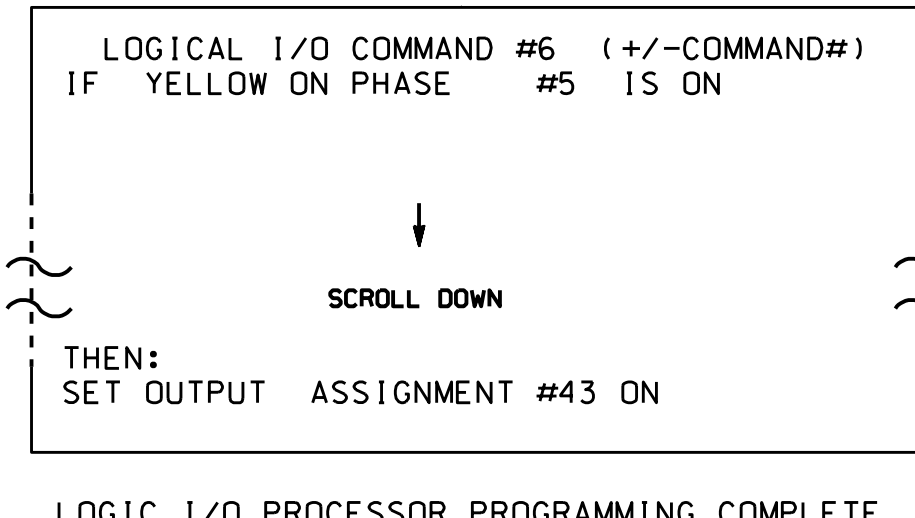 LOGICAL I/O COMMAND #6 (+/-COMMAND#)
IF YELLOW ON PHASE #5 IS ON
SCROLL DOWN
THEN:
SET OUTPUT ASSIGNMENT #43 ON
LOGIC I/O PROCESSOR PROGRAMMING COMPLETE